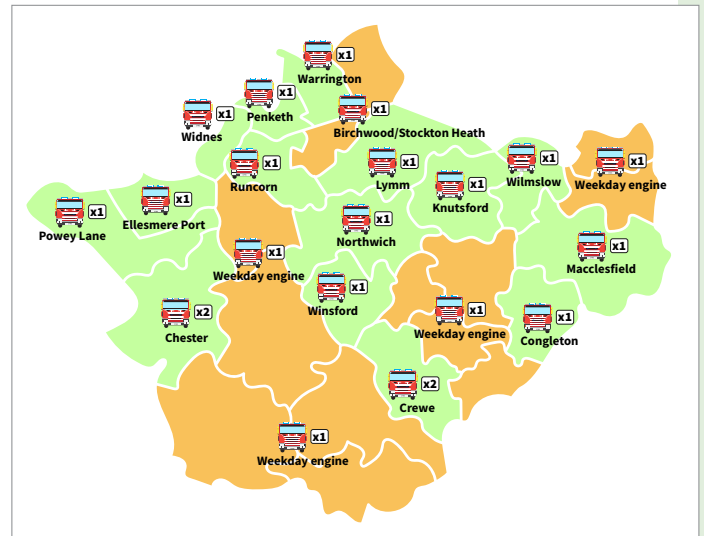 x1
Warrington
x1
Penketh
x1
Birchwood/Stockton Heath
x1
Widnes
x1
Runcorn
x1
Lymm
x1
Wilmslow
x1
Weekday engine
x1
Knutsford
x1
Ellesmere Port
x1
Powey Lane
x1
Northwich
x1
Macclesfield
x1
Weekday engine
x1
Winsford
x2
Chester
x1
Weekday engine
x1
Congleton
x2
Crewe
x1
Weekday engine